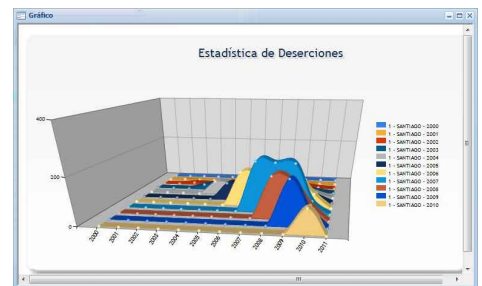 Gráfico
Estadística de Deserciones
400
200
0
2000
2001
2002
2003
2004
2005
2006
2007
2008
2009
2010
2011
1 - SANTIAGO - 2000
1 - SANTIAGO - 2001
1 - SANTIAGO - 2002
1 - SANTIAGO - 2003
1 - SANTIAGO - 2004
1 - SANTIAGO - 2005
1 - SANTIAGO - 2006
1 - SANTIAGO - 2007
1 - SANTIAGO - 2008
1 - SANTIAGO - 2009
1 - SANTIAGO - 2010